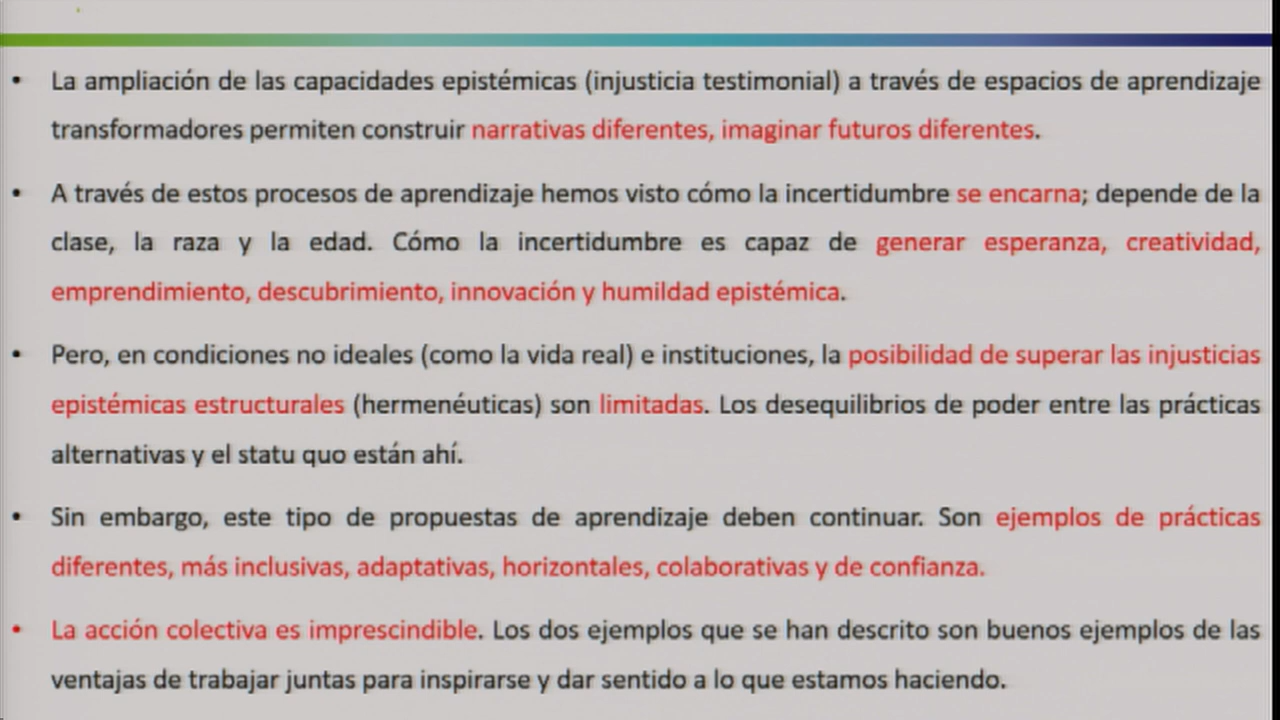 • La ampliación de las capacidades epistémicas (injusticia testimonial) a través de espacios de aprendizaje
transformadores permiten construir narrativas diferentes, imaginar futuros diferentes.
• A través de estos procesos de aprendizaje hemos visto cómo la incertidumbre se encarna; depende de la
clase, la raza y la edad. Cómo la incertidumbre es capaz de generar esperanza, creatividad,
emprendimiento, descubrimiento, innovación y humildad epistémica.
• Pero, en condiciones no ideales (como la vida real) e instituciones, la posibilidad de superar las injusticias
epistémicas estructurales (hermenéuticas) son limitadas. Los desequilibrios de poder entre las prácticas
alternativas y el statu quo están ahí.
• Sin embargo, este tipo de propuestas de aprendizaje deben continuar. Son ejemplos de prácticas
diferentes, más inclusivas, adaptativas, horizontales, colaborativas y de confianza.
• La acción colectiva es imprescindible. Los dos ejemplos que se han descrito son buenos ejemplos de las
ventajas de trabajar juntas para inspirarse y dar sentido a lo que estamos haciendo.